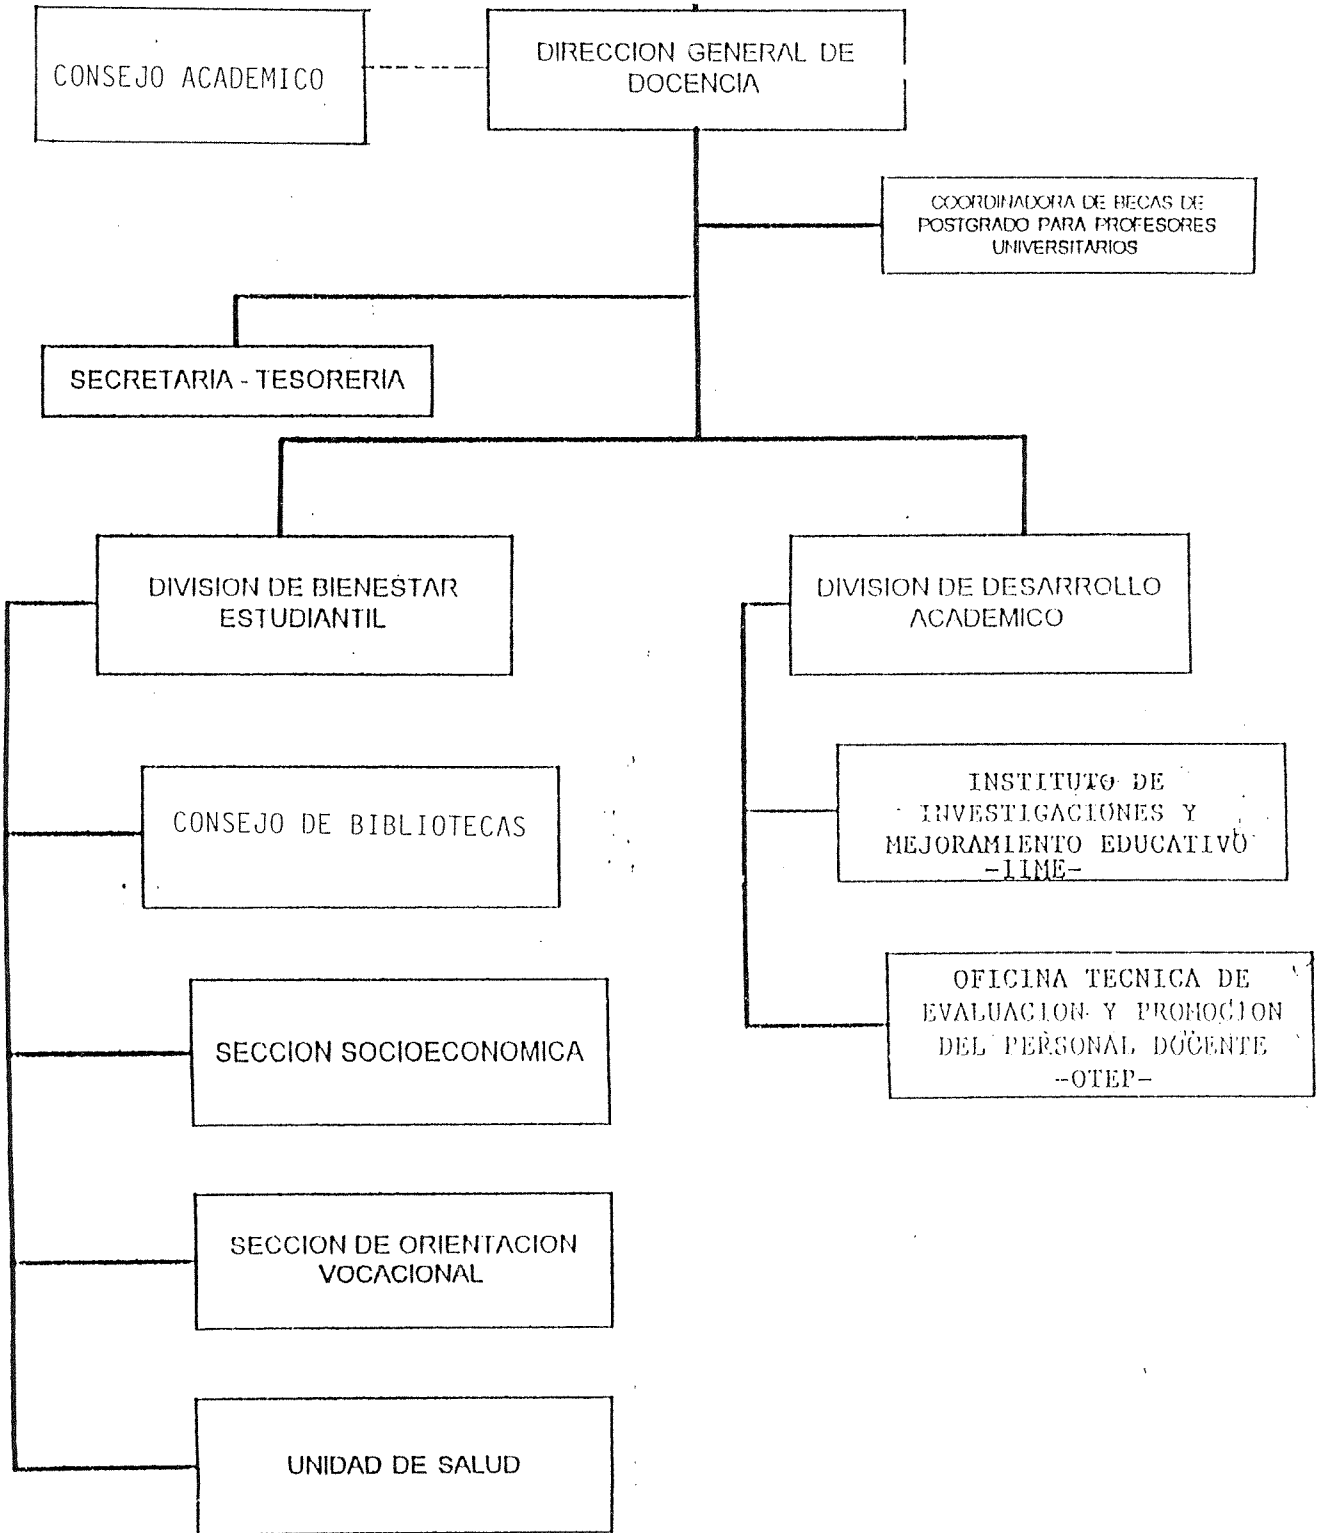 CONSEJO ACADEMICO
DIRECCION GENERAL DE
DOCENCIA
COORDINADORA DE BECAS DE
POSTGRADO PARA PROFESORES
UNIVERSITARIOS
SECRETARIA - TESORERIA
DIVISION DE BIENESTAR
ESTUDIANTIL
DIVISION DE DESARROLLO
ACADEMICO
CONSEJO DE BIBLIOTECAS
INSTITUTO DE
INVESTIGACIONES Y
MEJORAMIENTO EDUCATIVO
-IIME-
SECCION SOCIOECONOMICA
OFICINA TECNICA DE
EVALUACION Y PROMOCION
DEL PERSONAL DOCENTE
-OTEP-
SECCION DE ORIENTACION
VOCACIONAL
UNIDAD DE SALUD